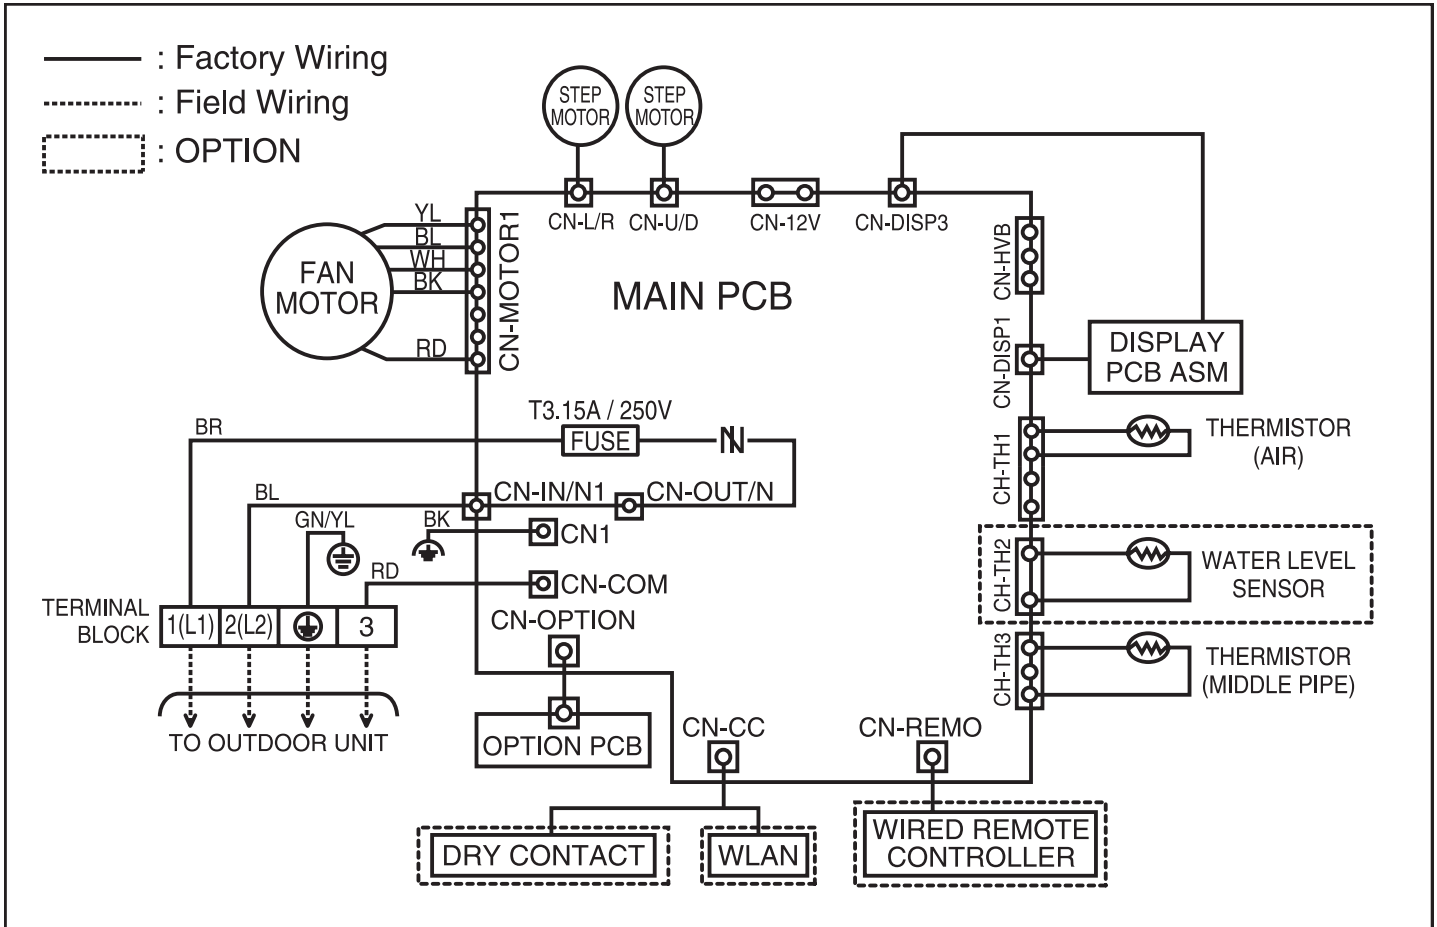 : Factory Wiring
: Field Wiring
: OPTION
STEP
MOTOR
STEP
MOTOR
CN-L/R
CN-U/D
CN-12V
CN-DISP3
YL
BL
WH
BK
RD
FAN
MOTOR
CN-MOTOR1
MAIN PCB
CN-HVB
CN-DISP1
DISPLAY
PCB ASM
T3.15A / 250V
FUSE
BR
CH-TH1
THERMISTOR
(AIR)
BL
CN-IN/N1
CN-OUT/N
GN/YL
BK
CN1
RD
CN-COM
CH-TH2
WATER LEVEL
SENSOR
TERMINAL
BLOCK
1(L1)
2(L2)
3
CN-OPTION
CH-TH3
THERMISTOR
(MIDDLE PIPE)
TO OUTDOOR UNIT
OPTION PCB
CN-CC
CN-REMO
DRY CONTACT
WLAN
WIRED REMOTE
CONTROLLER